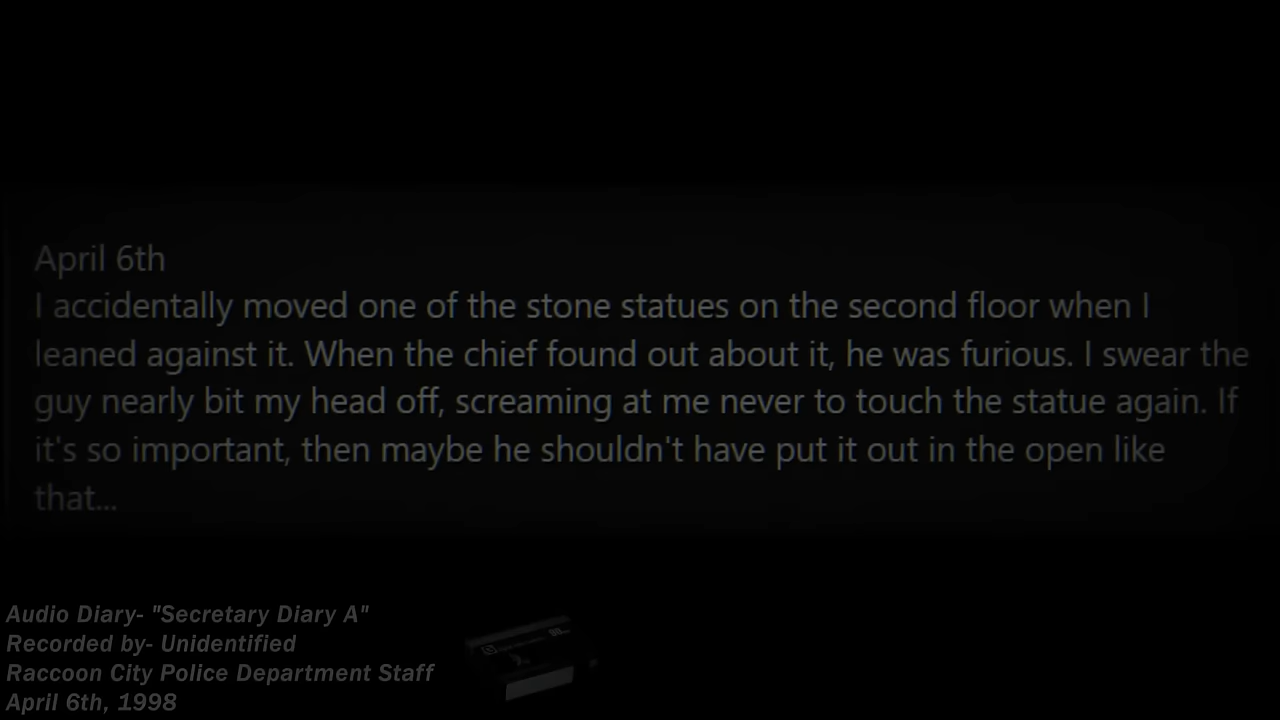 April 6th
I accidentally moved one of the stone statues on the second floor when I
leaned against it. When the chief found out about it, he was furious. I swear the
guy nearly bit my head off, screaming at me never to touch the statue again. If
it's so important, then maybe he shouldn't have put it out in the open like
that...
Audio Diary- "Secretary Diary A"
Recorded by- Unidentified
Raccoon City Police Department Staff
April 6th, 1998